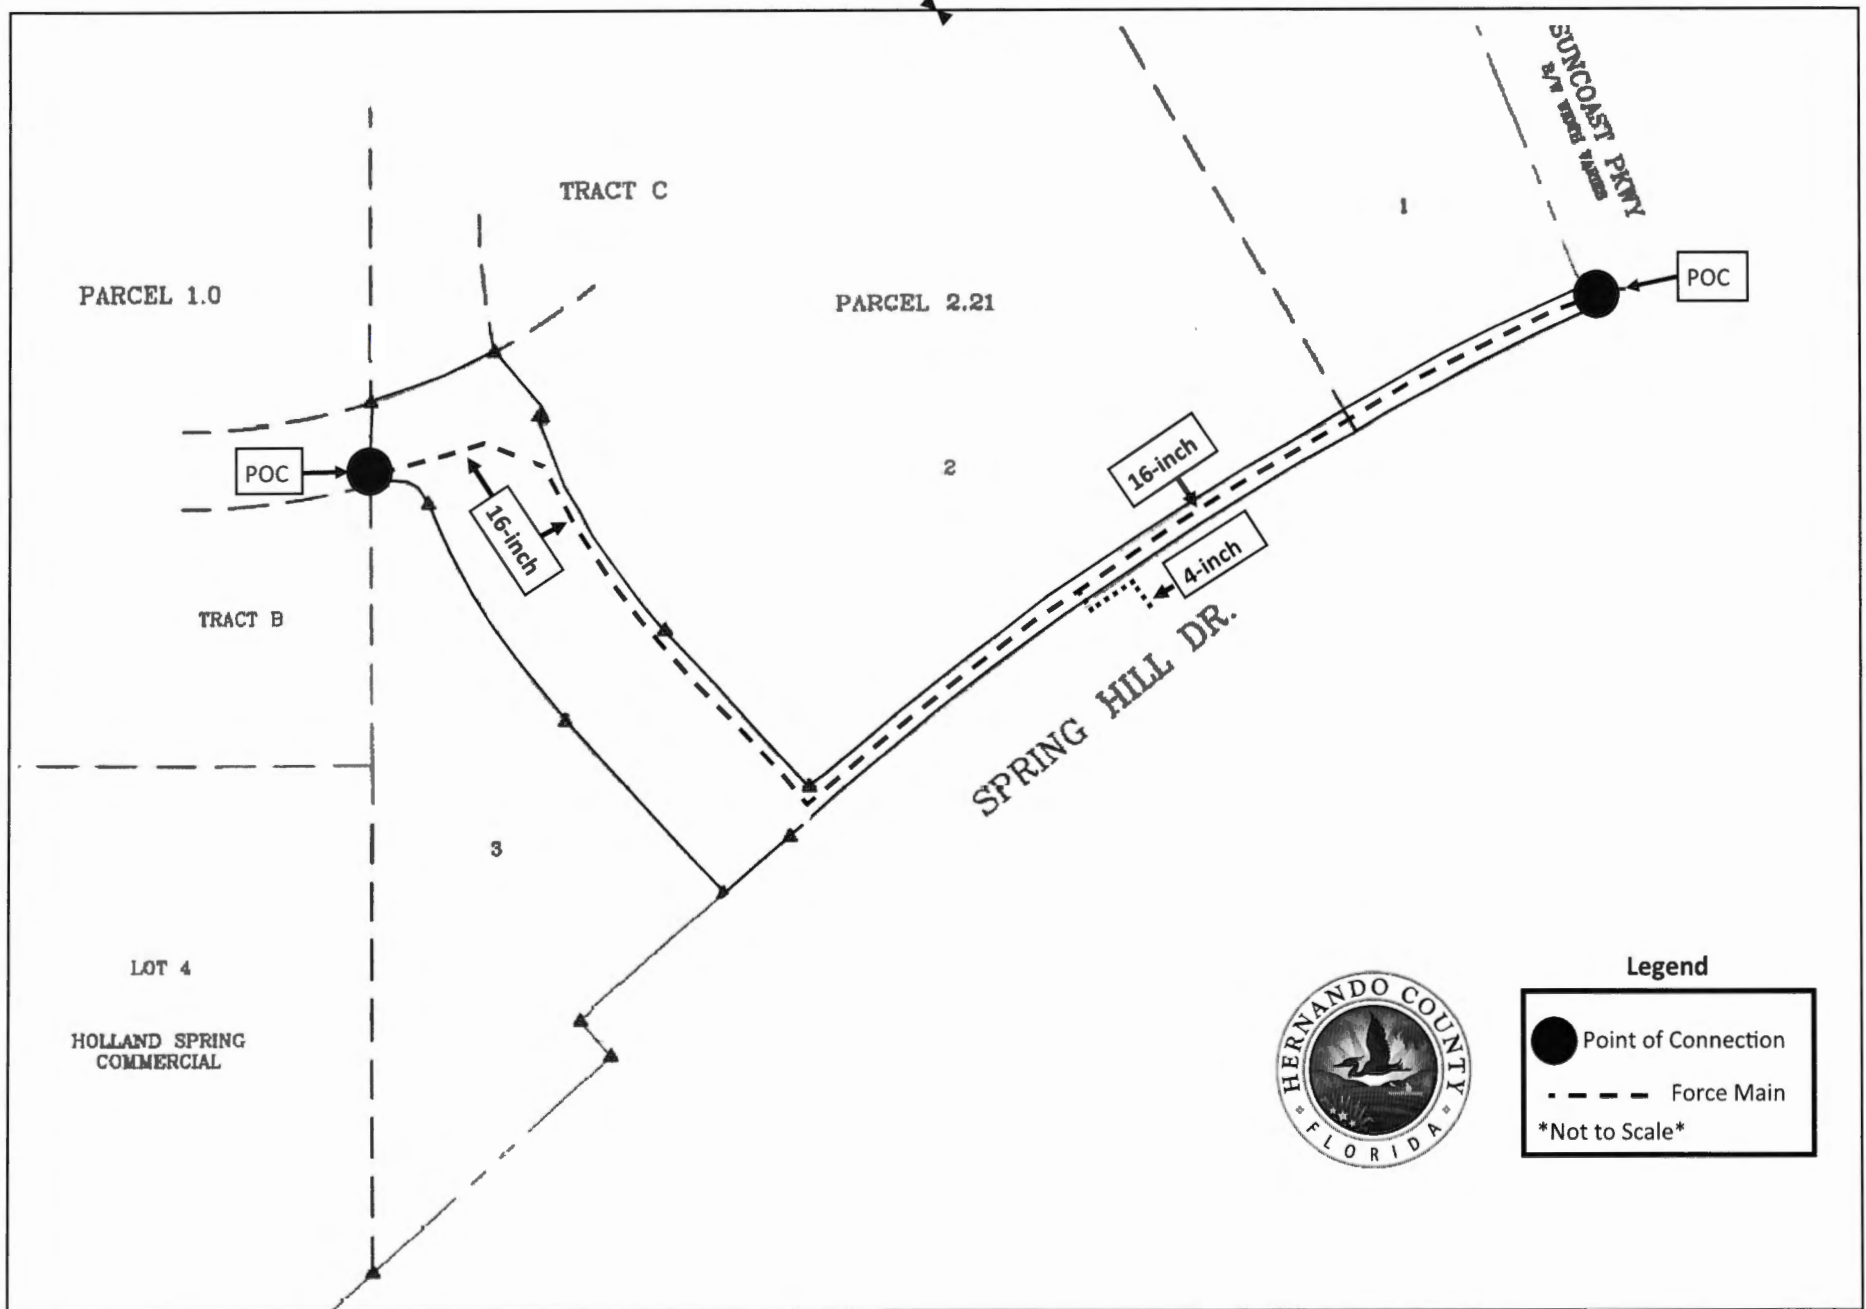 SUNCOAST PKWY
R/W WIDTH VARIES
TRACT C
1
PARCEL 1.0
PARCEL 2.21
POC
POC
2
16-inch
16-inch
4-inch
TRACT B
SPRING HILL DR.
3
LOT 4
HOLLAND SPRING
COMMERCIAL
HERNANDO COUNTY
FLORIDA
Legend
Point of Connection
Force Main
*Not to Scale*